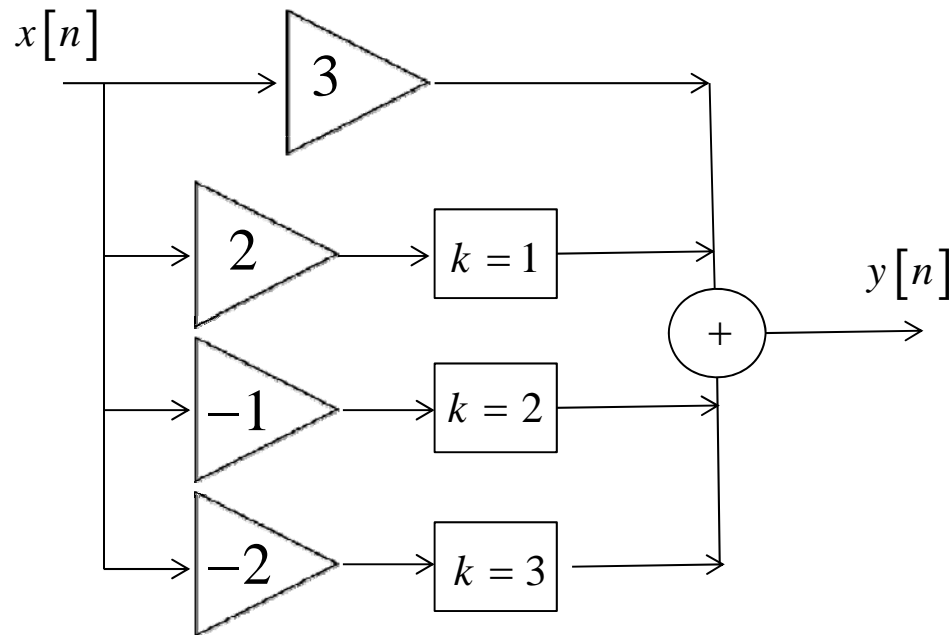 x[n]
3
2
k = 1
y[n]
+
−1
k = 2
−2
k = 3